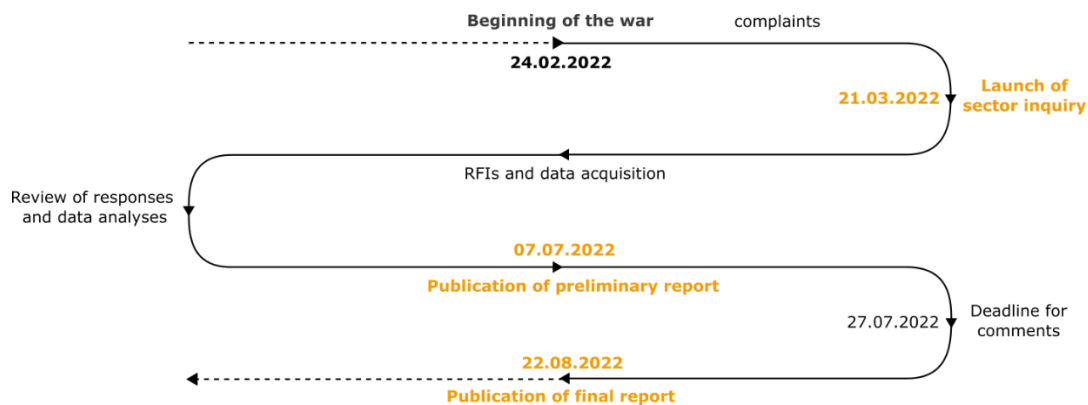 Beginning of the war
complaints
24.02.2022
21.03.2022
Launch of
sector inquiry
RFIs and data acquisition
Review of responses
and data analyses
07.07.2022
Publication of preliminary report
27.07.2022
Deadline for
comments
22.08.2022
Publication of final report